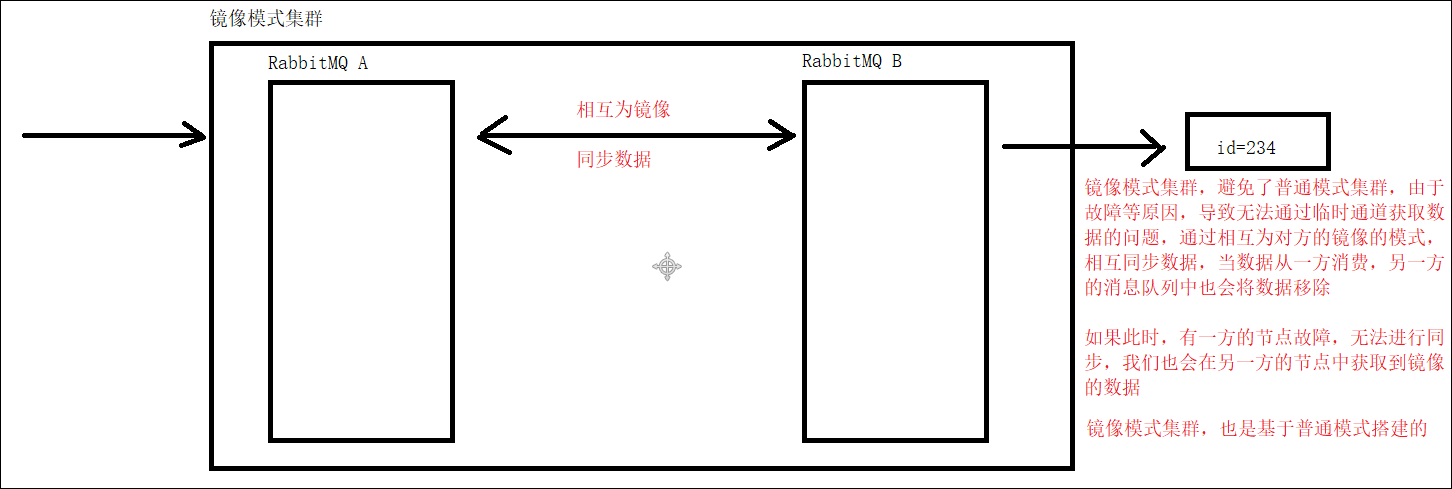 镜像模式集群
RabbitMQ A
RabbitMQ B
相互为镜像
同步数据
id=234
镜像模式集群，避免了普通模式集群，由于
故障等原因，导致无法通过临时通道获取数
据的问题，通过相互为对方的镜像的模式，
相互同步数据，当数据从一方消费，另一方
的消息队列中也会将数据移除
如果此时，有一方的节点故障，无法进行同
步，我们也会在另一方的节点中获取到镜像
的数据
镜像模式集群，也是基于普通模式搭建的